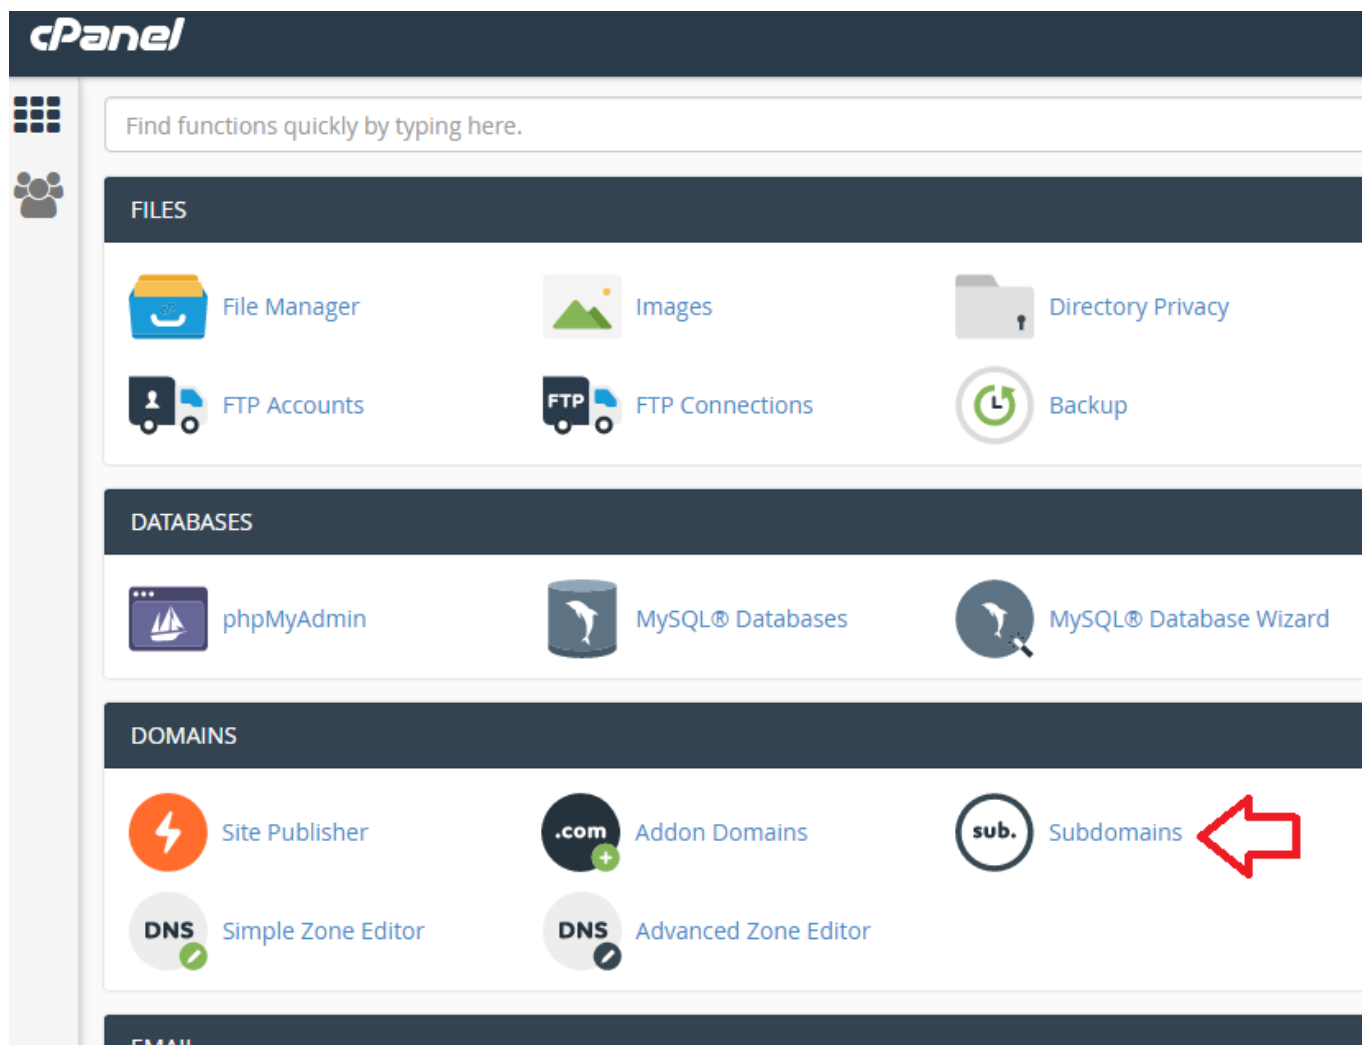 cPanel
Find functions quickly by typing here.
FILES
File Manager
Images
Directory Privacy
FTP Accounts
FTP
FTP Connections
Backup
DATABASES
phpMyAdmin
MySQL® Databases
MySQL® Database Wizard
DOMAINS
Site Publisher
.com
Addon Domains
sub.
Subdomains
DNS
Simple Zone Editor
DNS
Advanced Zone Editor
EMAIL